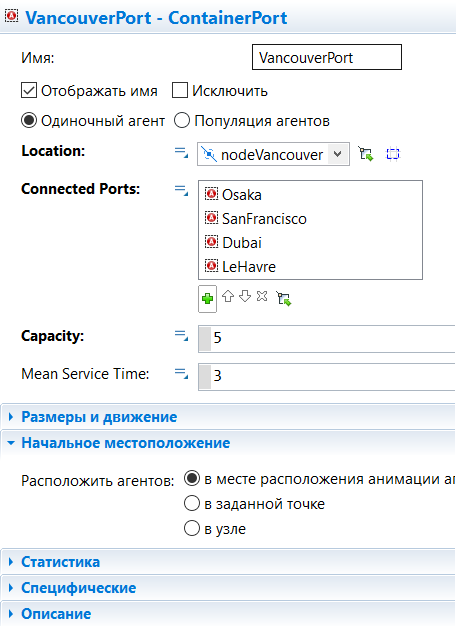 VancouverPort - ContainerPort
Имя: VancouverPort
Отображать имя Исключить
Одиночный агент Популяция агентов
Location: nodeVancouver
Connected Ports: Osaka
SanFrancisco
Dubai
LeHavre
Capacity: 5
Mean Service Time: 3
Размеры и движение
Начальное местоположение
Расположить агентов: в месте расположения анимации
в заданной точке
в узле
Статистика
Специфические
Описание